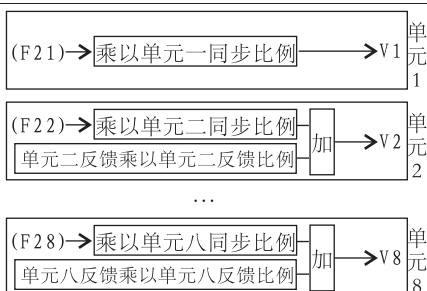 (F21)→乘以单元一同步比例→V1
单元1
(F22)→乘以单元二同步比例
单元二反馈乘以单元二反馈比例
加→V2
单元2
...
(F28)→乘以单元八同步比例
单元八反馈乘以单元八反馈比例
加→V8
单元8